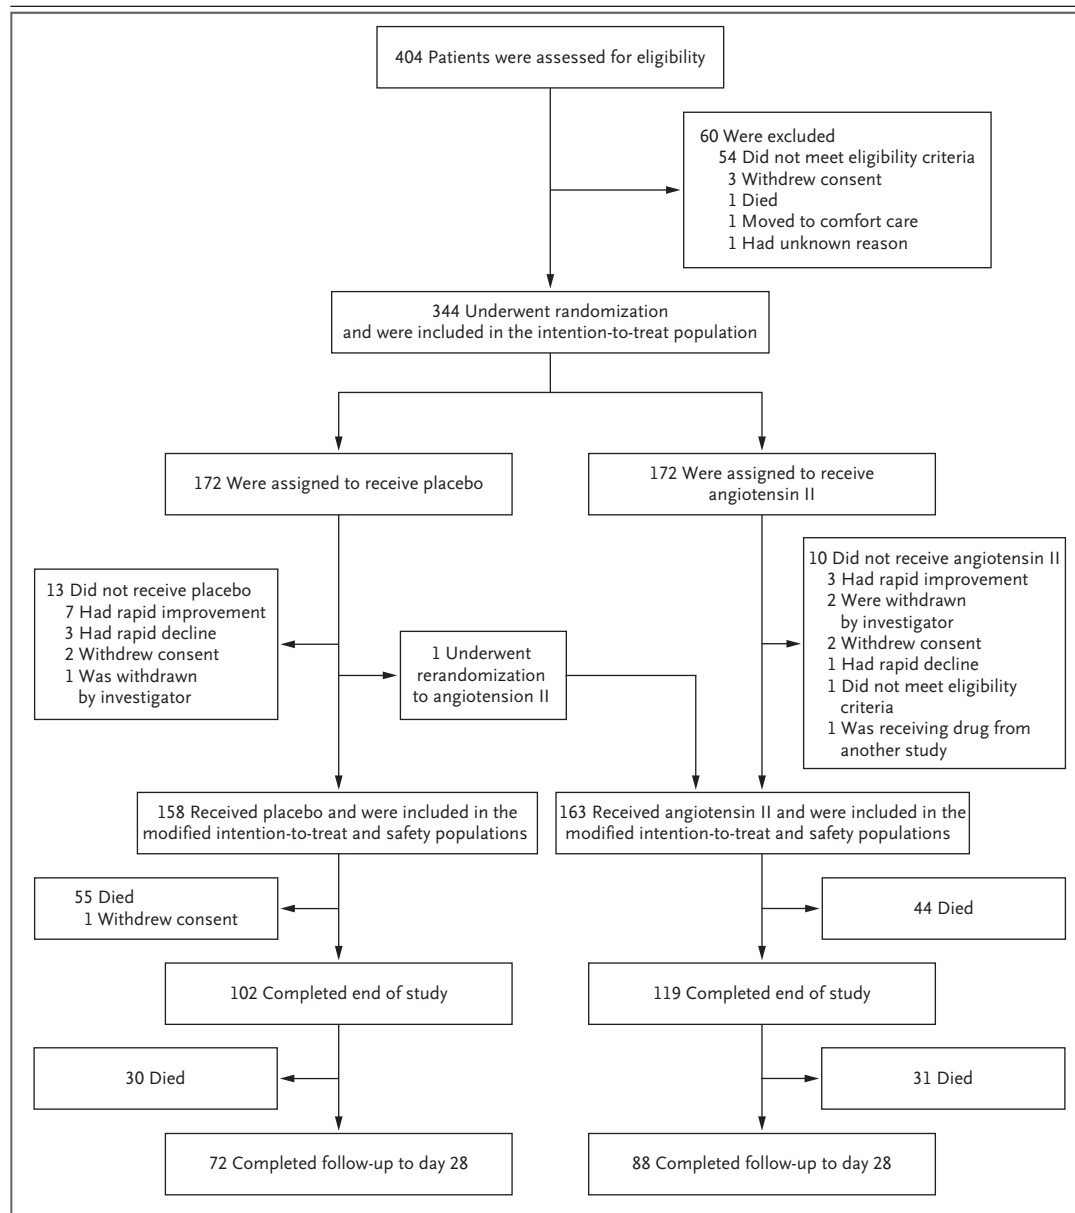 404 Patients were assessed for eligibility
60 Were excluded
54 Did not meet eligibility criteria
3 Withdrew consent
1 Died
1 Moved to comfort care
1 Had unknown reason
344 Underwent randomization
and were included in the intention-to-treat population
172 Were assigned to receive placebo
172 Were assigned to receive
angiotensin II
13 Did not receive placebo
7 Had rapid improvement
3 Had rapid decline
2 Withdrew consent
1 Was withdrawn
by investigator
1 Underwent
rerandomization
to angiotension II
10 Did not receive angiotensin II
3 Had rapid improvement
2 Were withdrawn
by investigator
2 Withdrew consent
1 Had rapid decline
1 Did not meet eligibility
criteria
1 Was receiving drug from
another study
158 Received placebo and were included in the
modified intention-to-treat and safety populations
163 Received angiotensin II and were included in the
modified intention-to-treat and safety populations
55 Died
1 Withdrew consent
44 Died
102 Completed end of study
119 Completed end of study
30 Died
31 Died
72 Completed follow-up to day 28
88 Completed follow-up to day 28